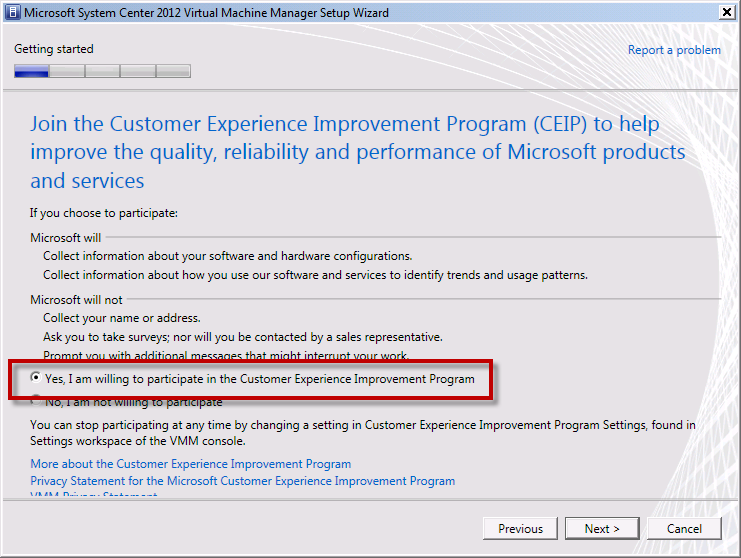 Microsoft System Center 2012 Virtual Machine Manager Setup Wizard
Getting started
Report a problem
Join the Customer Experience Improvement Program (CEIP) to help
improve the quality, reliability and performance of Microsoft products
and services
If you choose to participate:
Microsoft will
Collect information about your software and hardware configurations.
Collect information about how you use our software and services to identify trends and usage patterns.
Microsoft will not
Collect your name or address.
Ask you to take surveys; nor will you be contacted by a sales representative.
Prompt you with additional messages that might interrupt your work.
Yes, I am willing to participate in the Customer Experience Improvement Program
No, I am not willing to participate
You can stop participating at any time by changing a setting in Customer Experience Improvement Program Settings, found in
Settings workspace of the VMM console.
More about the Customer Experience Improvement Program
Privacy Statement for the Microsoft Customer Experience Improvement Program
VMM Privacy Statement
Previous
Next >
Cancel